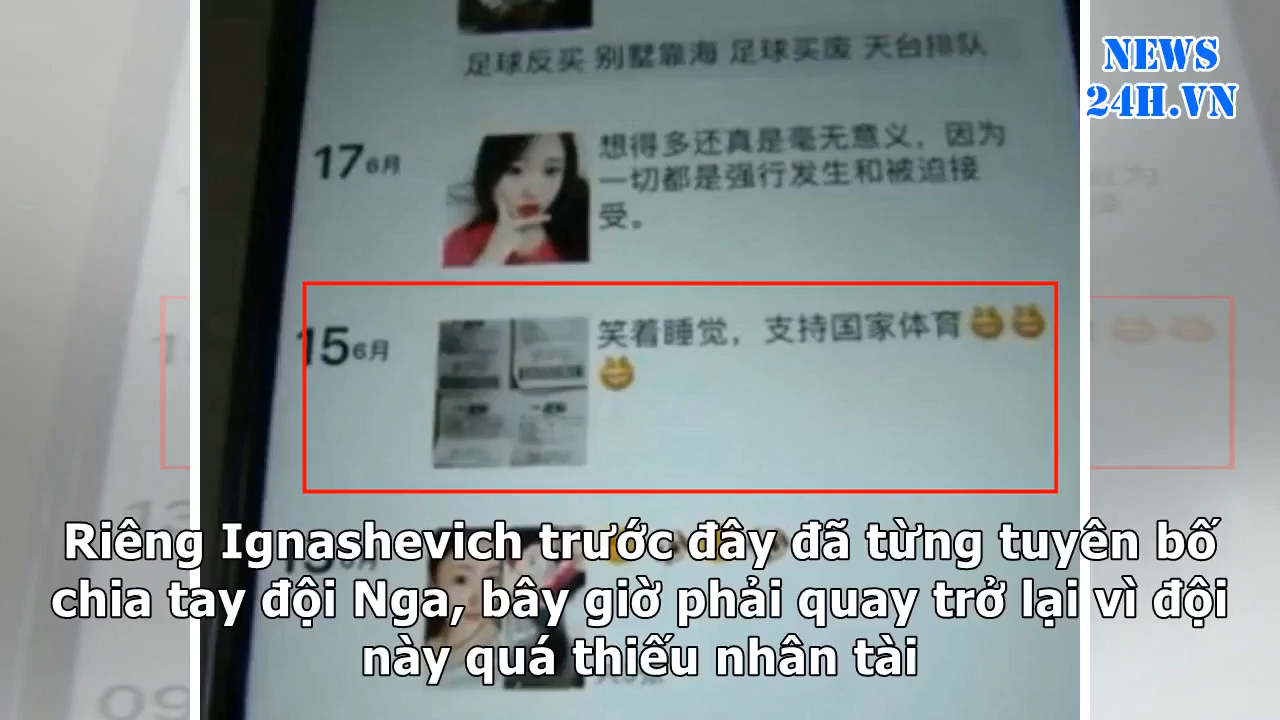 NEWS
24H.VN
足球反买 别墅靠海 足球买废 天台排队
17 6月
想得多还真是毫无意义，因为
一切都是强行发生和被迫接
受。
15 6月
笑着睡觉，支持国家体育😆😆
😆
Riêng Ignashevich trước đây đã từng tuyên bố
chia tay đội Nga, bây giờ phải quay trở lại vì đội
này quá thiếu nhân tài